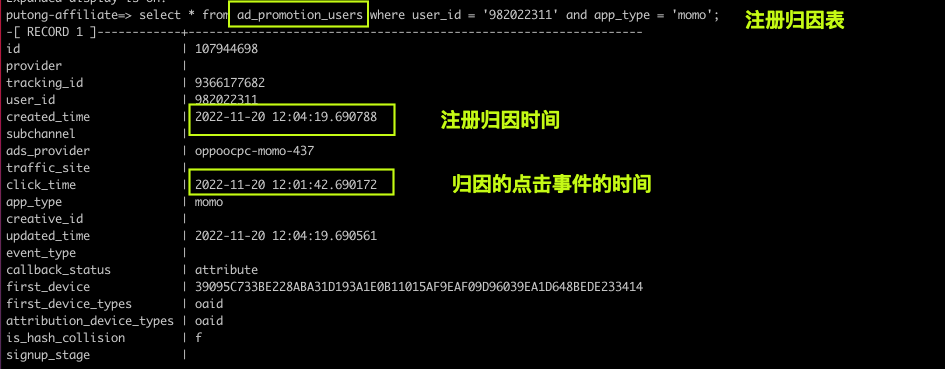 Expanded display is on.
putong-affiliate=> select * from ad_promotion_users where user_id = '982022311' and app_type = 'momo'; 注册归因表
-[ RECORD 1 ]------------+----------------------------------------------------------------
id | 107944698
provider |
tracking_id | 9366177682
user_id | 982022311
created_time | 2022-11-20 12:04:19.690788 注册归因时间
subchannel |
ads_provider | oppoocpc-momo-437
traffic_site |
click_time | 2022-11-20 12:01:42.690172 归因的点击事件的时间
app_type | momo
creative_id |
updated_time | 2022-11-20 12:04:19.690561
event_type |
callback_status | attribute
first_device | 39095C733BE228ABA31D193A1E0B11015AF9EAF09D96039EA1D648BEDE233414
first_device_types | oaid
attribution_device_types | oaid
is_hash_collision | f
signup_stage |